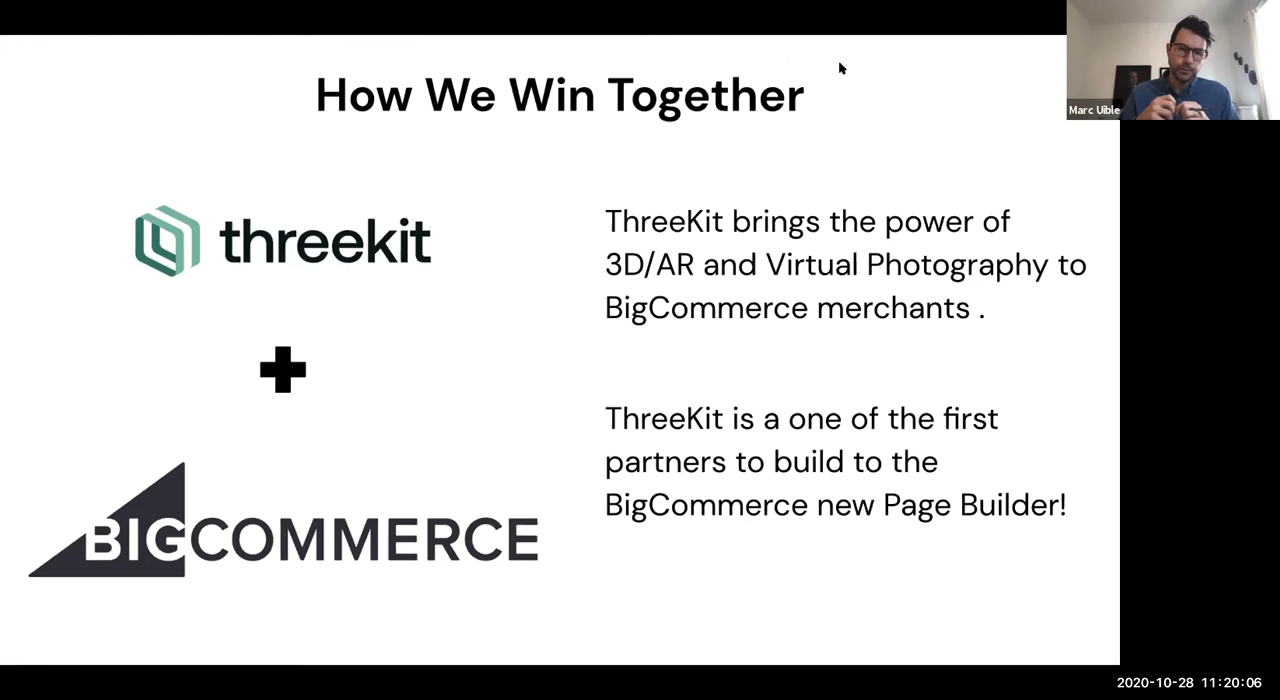 How We Win Together
Marc Uible
threekit
ThreeKit brings the power of
3D/AR and Virtual Photography to
BigCommerce merchants .
ThreeKit is a one of the first
partners to build to the
BigCommerce new Page Builder!
BIGCOMMERCE
2020-10-28 11:20:06